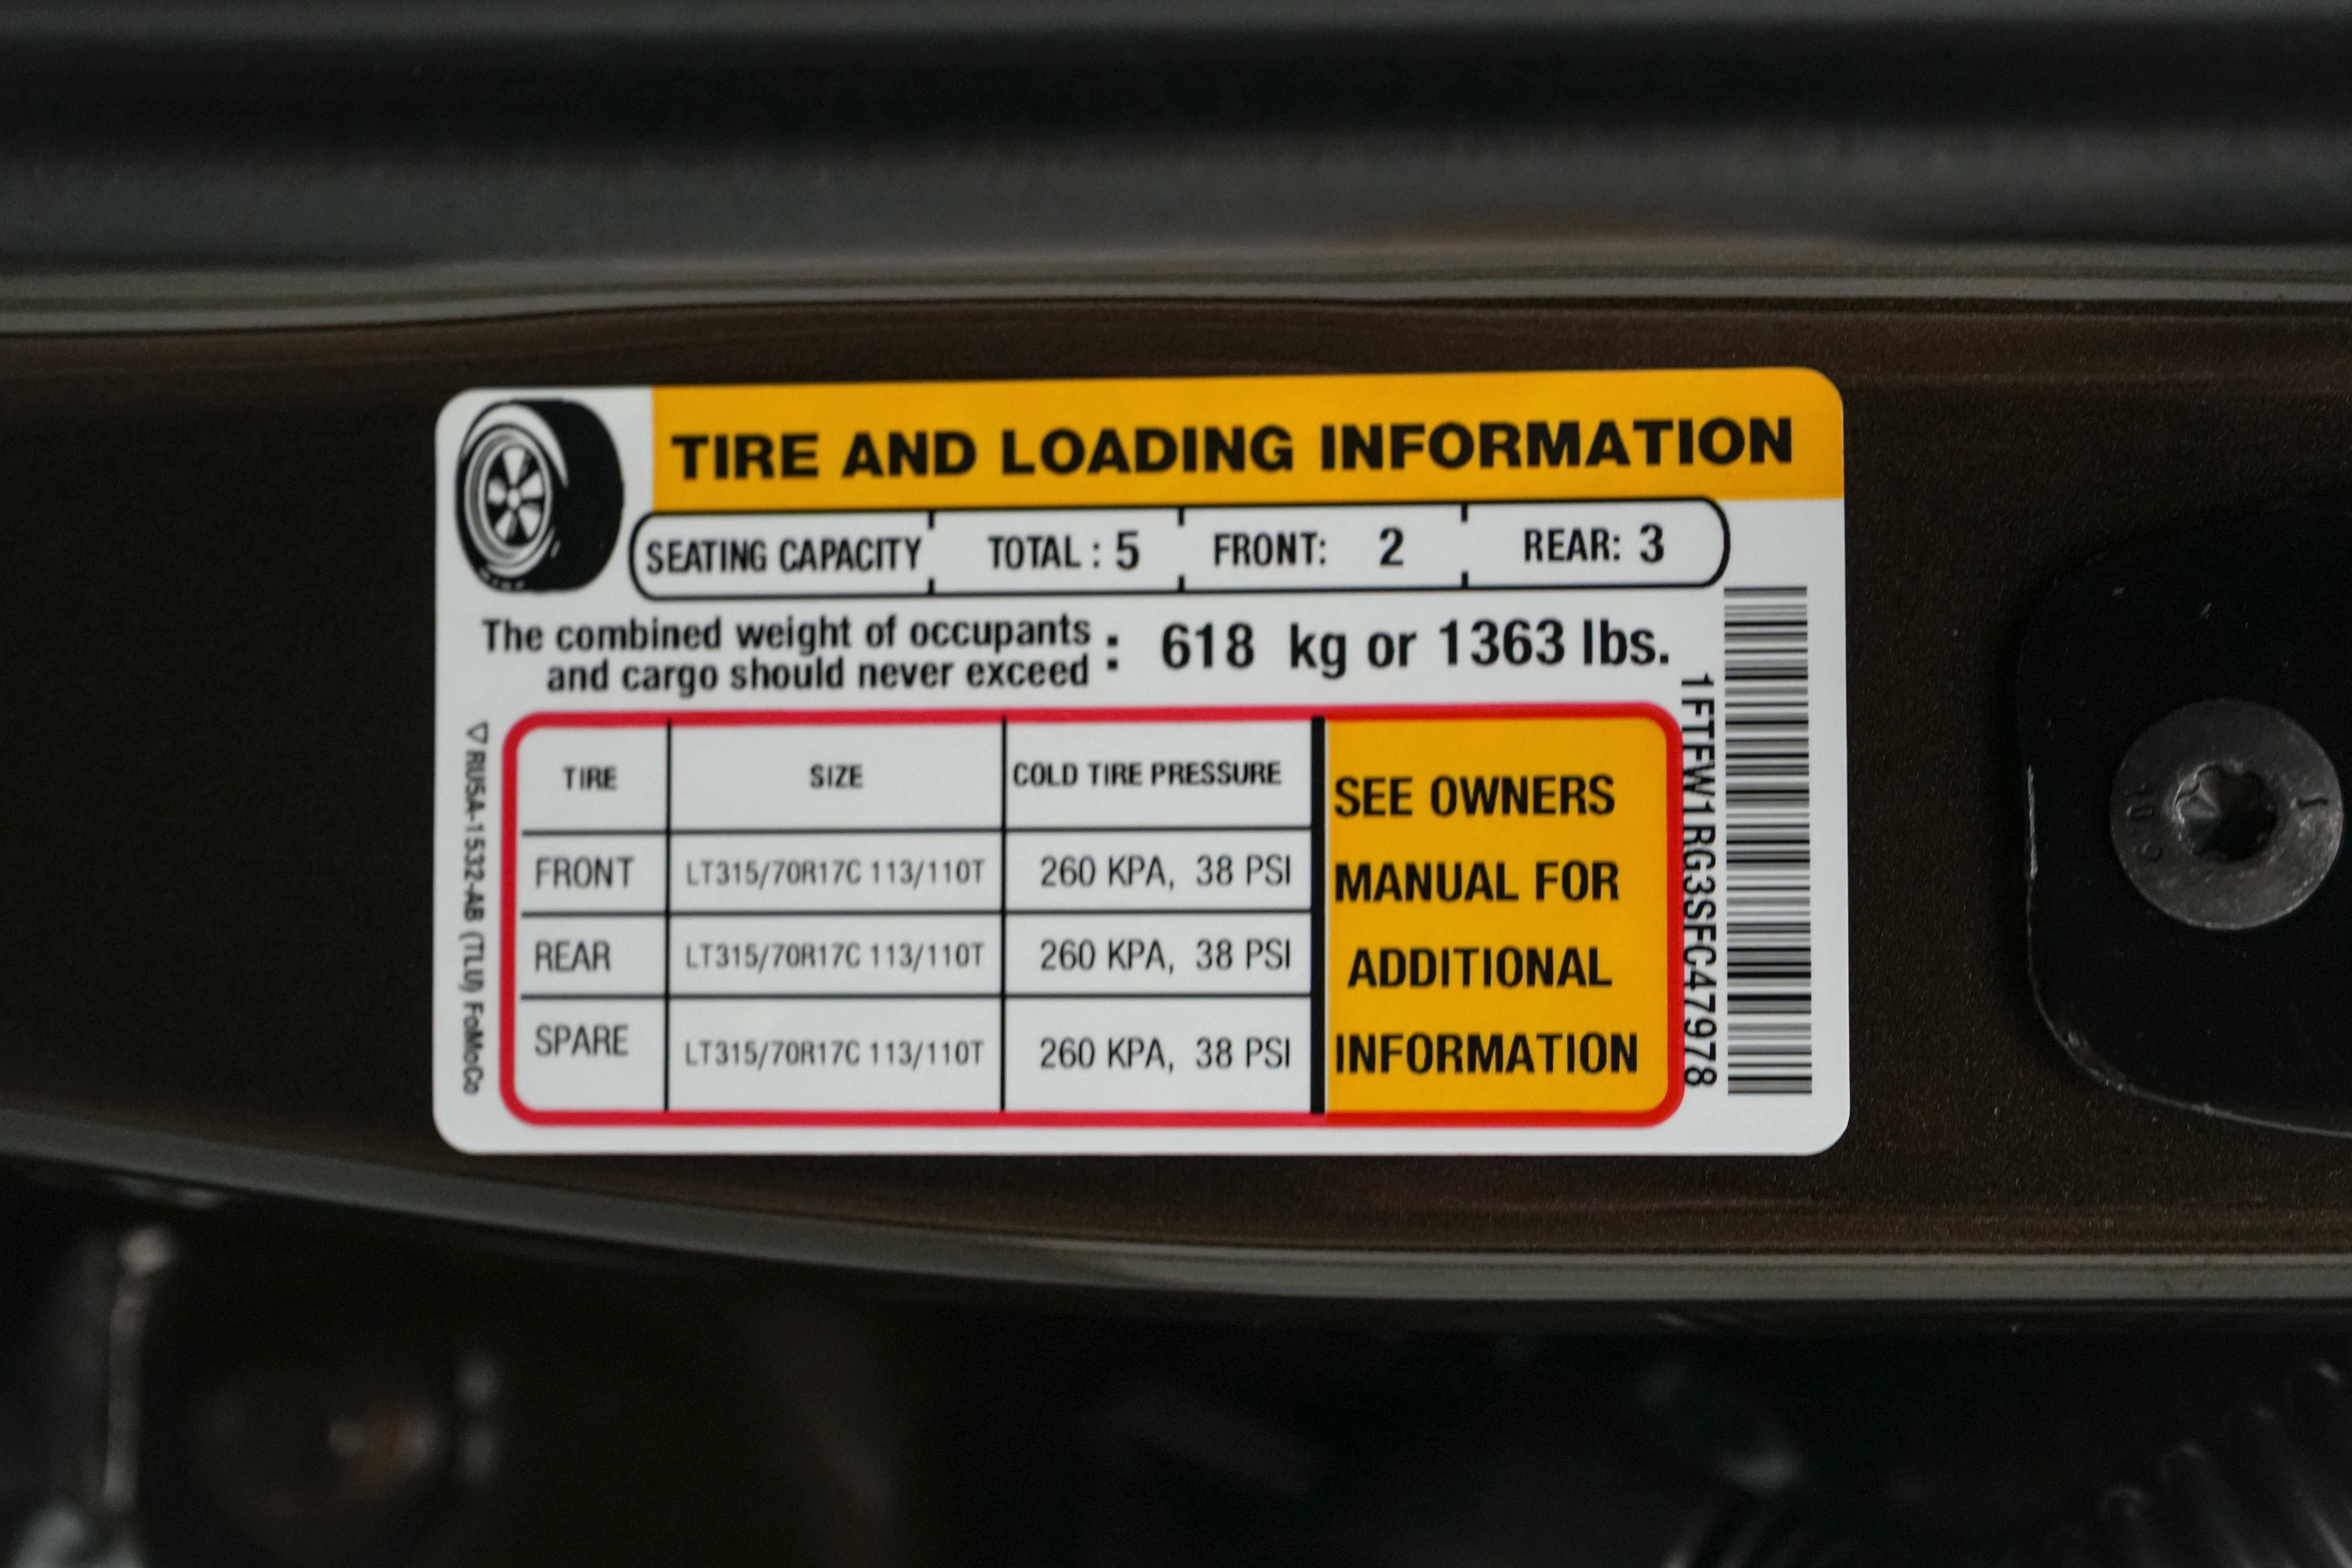 TIRE AND LOADING INFORMATION
SEATING CAPACITY TOTAL : 5 FRONT: 2 REAR: 3
The combined weight of occupants
and cargo should never exceed : 618 kg or 1363 lbs.
TIRE SIZE COLD TIRE PRESSURE
FRONT LT315/70R17C 113/110T 260 KPA, 38 PSI
REAR LT315/70R17C 113/110T 260 KPA, 38 PSI
SPARE LT315/70R17C 113/110T 260 KPA, 38 PSI
SEE OWNERS
MANUAL FOR
ADDITIONAL
INFORMATION
1FTFW1RG3SFC47978
RU5A-1532-AB (TLU) FoMoCo
10.9